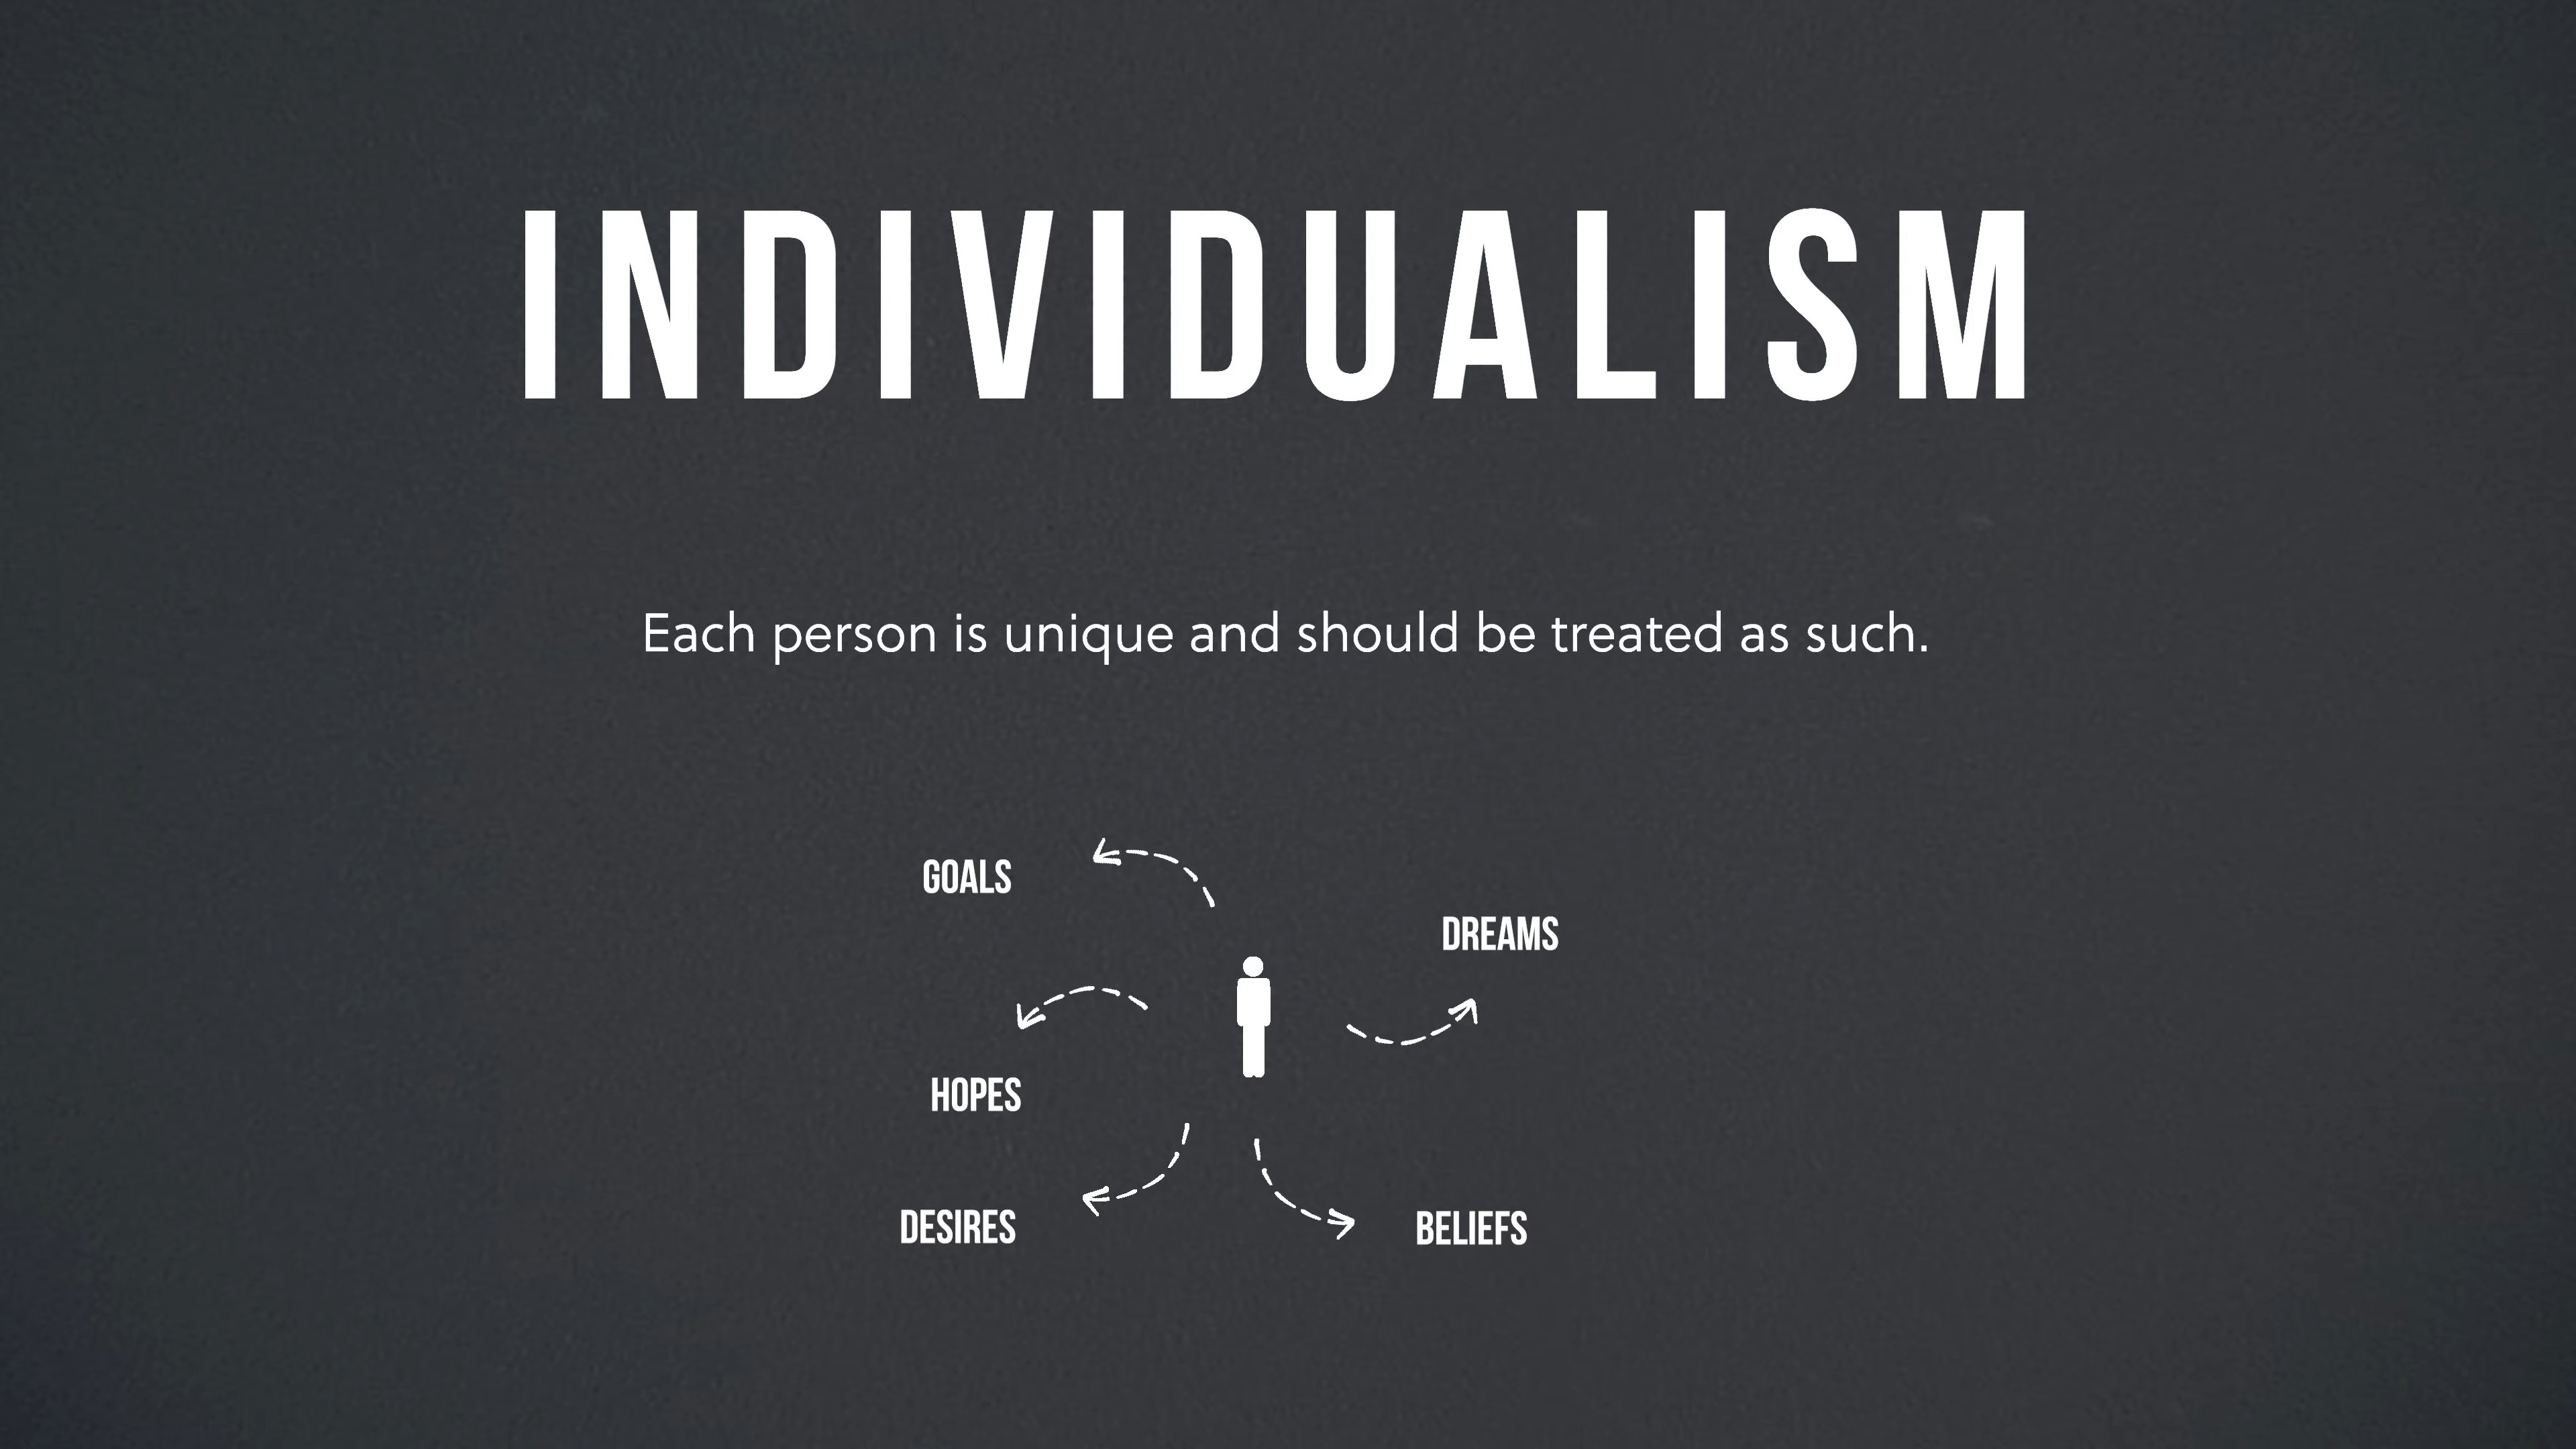 INDIVIDUALISM
Each person is unique and should be treated as such.
GOALS
DREAMS
HOPES
DESIRES
BELIEFS